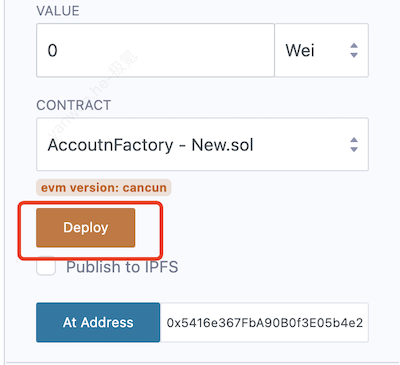 VALUE
0
Wei
CONTRACT
AccoutnFactory - New.sol
evm version: cancun
Deploy
Publish to IPFS
At Address
0x5416e367FbA90B0f3E05b4e2